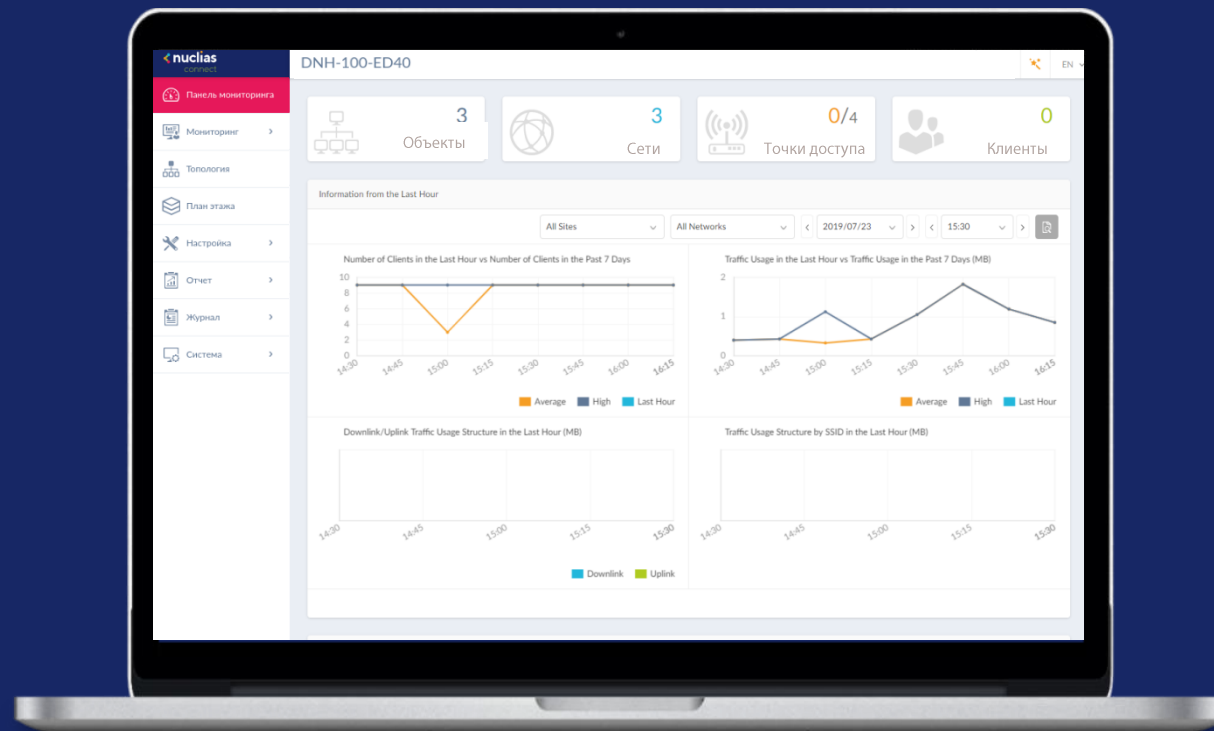 nuclias
connect
DNH-100-ED40
EN
Панель мониторинга
Мониторинг
Топология
План этажа
Настройка
Отчет
Журнал
Система
3
Объекты
3
Сети
0/4
Точки доступа
0
Клиенты
Information from the Last Hour
All Sites
All Networks
2019/07/23
15:30
Number of Clients in the Last Hour vs Number of Clients in the Past 7 Days
10
8
6
4
2
0
14:30 14:45 15:00 15:15 15:30 15:45 16:00 16:15
Average High Last Hour
Traffic Usage in the Last Hour vs Traffic Usage in the Past 7 Days (MB)
2
1
0
14:30 14:45 15:00 15:15 15:30 15:45 16:00 16:15
Average High Last Hour
Downlink/Uplink Traffic Usage Structure in the Last Hour (MB)
14:30 14:45 15:00 15:15 15:30
Downlink Uplink
Traffic Usage Structure by SSID in the Last Hour (MB)
14:30 14:45 15:00 15:15 15:30